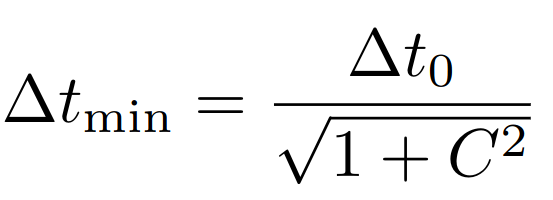 Δt_min = Δt_0 / √(1 + C²)